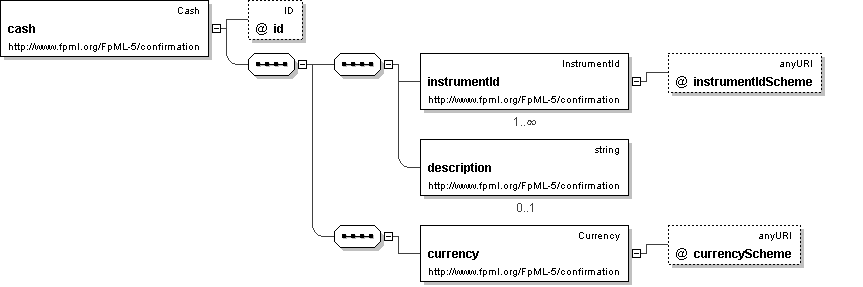 Cash
cash
http://www.fpml.org/FpML-5/confirmation
ID
@ id
InstrumentId
instrumentId
http://www.fpml.org/FpML-5/confirmation
1..∞
anyURI
@ instrumentIdScheme
string
description
http://www.fpml.org/FpML-5/confirmation
0..1
Currency
currency
http://www.fpml.org/FpML-5/confirmation
anyURI
@ currencyScheme